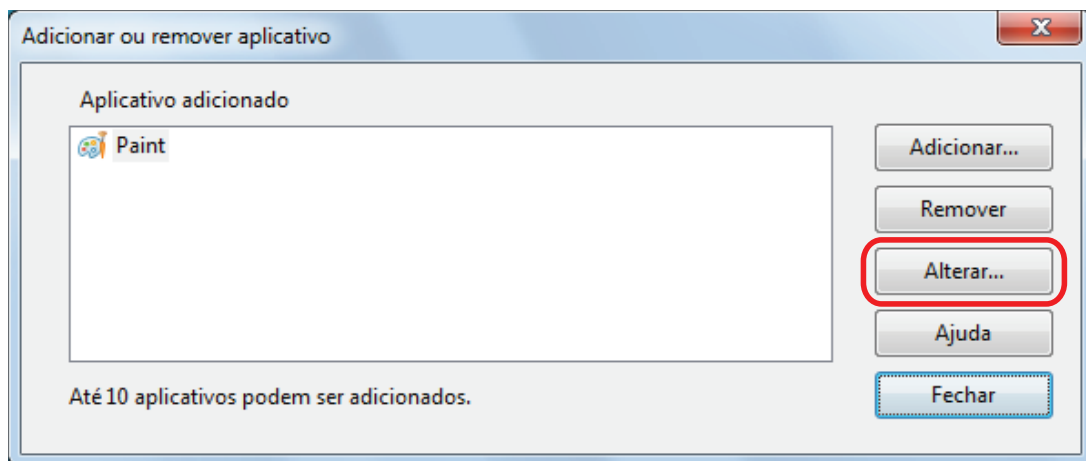 Adicionar ou remover aplicativo
Aplicativo adicionado
Paint
Adicionar...
Remover
Alterar...
Ajuda
Fechar
Até 10 aplicativos podem ser adicionados.